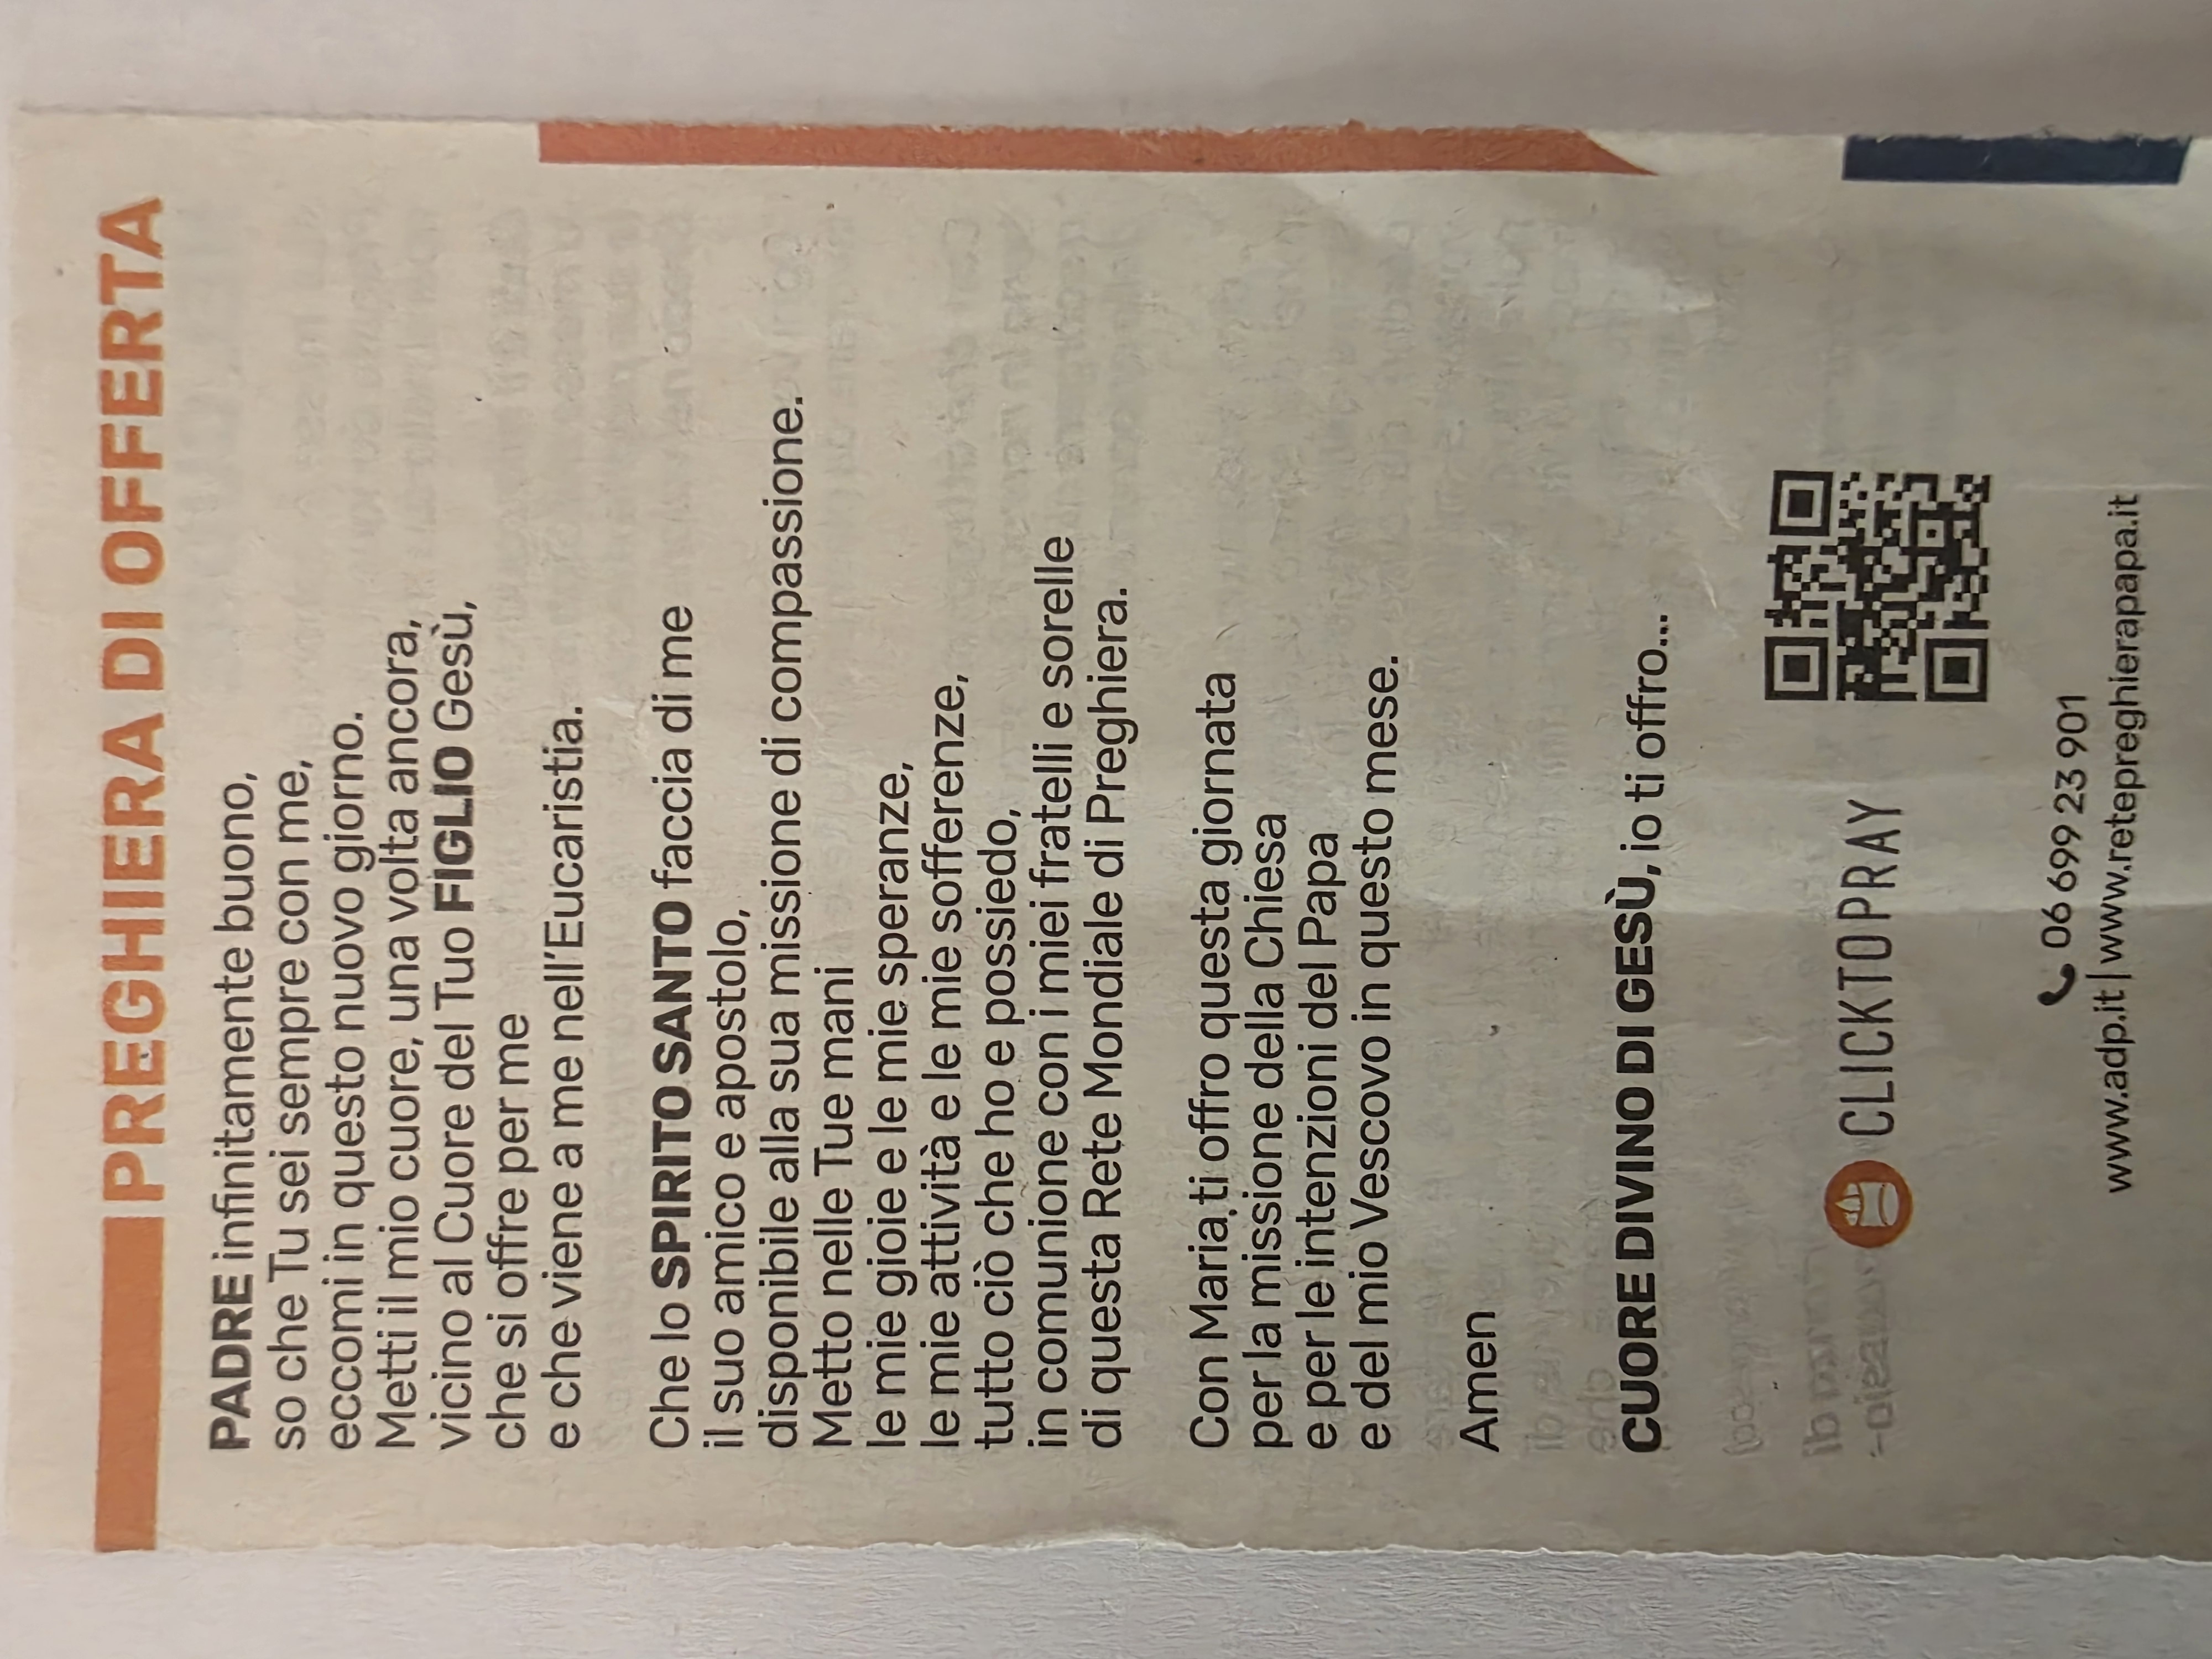 PREGHIERA DI OFFERTA
PADRE infinitamente buono,
so che Tu sei sempre con me,
eccomi in questo nuovo giorno.
Metti il mio cuore, una volta ancora,
vicino al Cuore del Tuo FIGLIO Gesù,
che si offre per me
e che viene a me nell'Eucaristia.
Che lo SPIRITO SANTO faccia di me
il suo amico e apostolo,
disponibile alla sua missione di compassione.
Metto nelle Tue mani
le mie gioie e le mie speranze,
le mie attività e le mie sofferenze,
tutto ciò che ho e possiedo,
in comunione con i miei fratelli e sorelle
di questa Rete Mondiale di Preghiera.
Con Maria, ti offro questa giornata
per la missione della Chiesa
e per le intenzioni del Papa
e del mio Vescovo in questo mese.
Amen
CUORE DIVINO DI GESÙ, io ti offro...
CLICKTOPRAY
06 699 23 901
www.adp.it | www.retepreghierapapa.it